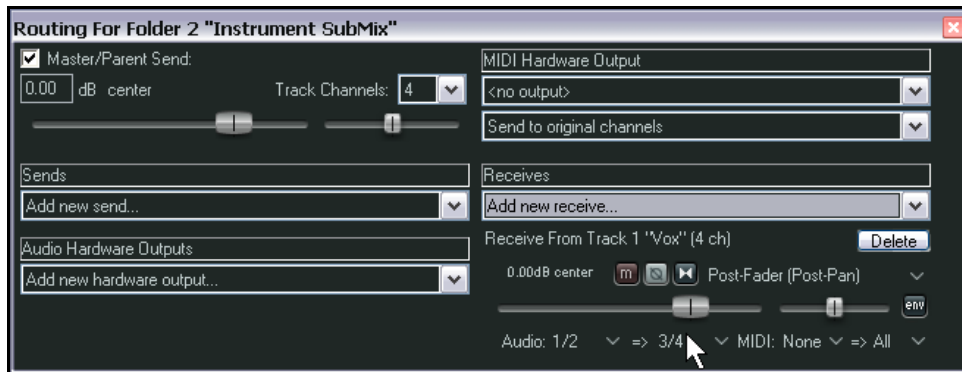 Routing For Folder 2 "Instrument SubMix"
Master/Parent Send:
0.00 dB center Track Channels: 4
MIDI Hardware Output
<no output>
Send to original channels
Sends
Add new send...
Audio Hardware Outputs
Add new hardware output...
Receives
Add new receive...
Receive From Track 1 "Vox" (4 ch) Delete
0.00dB center m Post-Fader (Post-Pan)
env
Audio: 1/2 => 3/4 MIDI: None => All